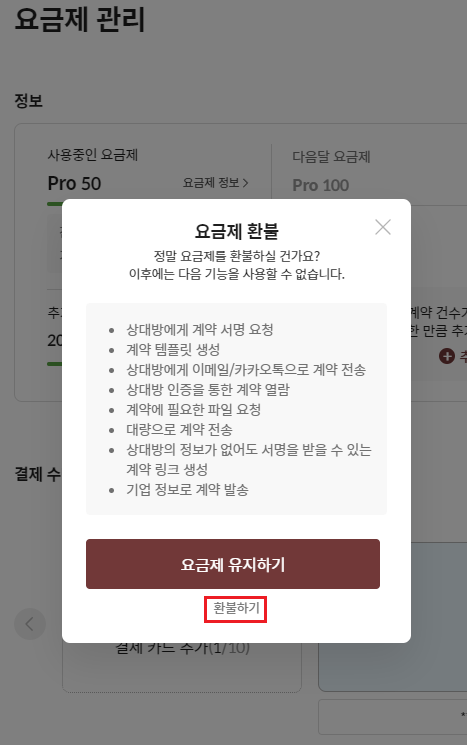 요금제 관리
정보
사용중인 요금제
다음달 요금제
Pro 50
요금제 정보 >
Pro 100
요금제 환불
정말 요금제를 환불하실 건가요?
이후에는 다음 기능을 사용할 수 없습니다.
추
계약 건수가
20
한 만큼 추
• 상대방에게 계약 서명 요청
• 계약 템플릿 생성
• 상대방에게 이메일/카카오톡으로 계약 전송
• 상대방 인증을 통한 계약 열람
• 계약에 필요한 파일 요청
• 대량으로 계약 전송
• 상대방의 정보가 없어도 서명을 받을 수 있는
계약 링크 생성
• 기업 정보로 계약 발송
결제 수
요금제 유지하기
환불하기
결제 카드 추가(1/10)